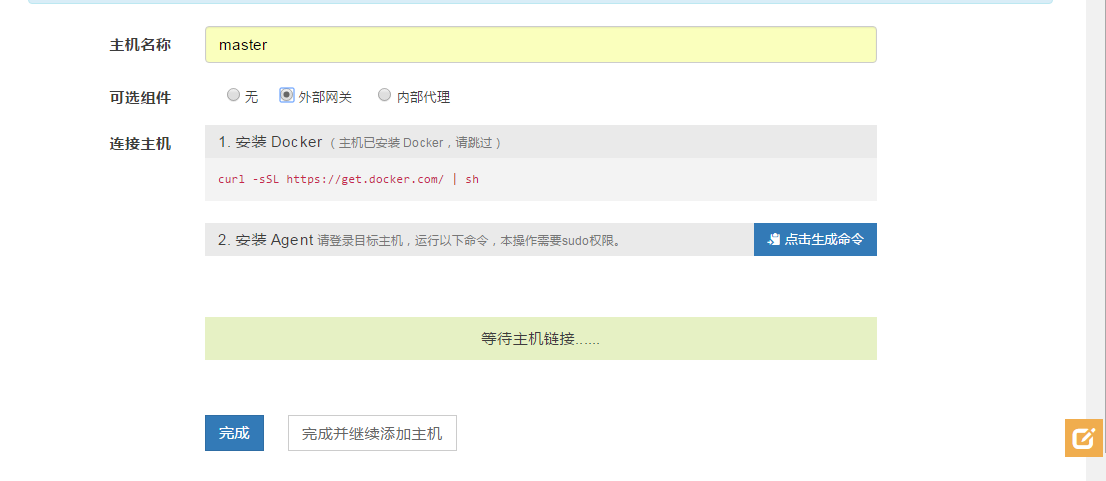 主机名称 master
可选组件 无 外部网关 内部代理
连接主机 1. 安装 Docker（主机已安装 Docker，请跳过）
curl -sSL https://get.docker.com/ | sh
2. 安装 Agent 请登录目标主机，运行以下命令，本操作需要sudo权限。 点击生成命令
等待主机链接......
完成 完成并继续添加主机